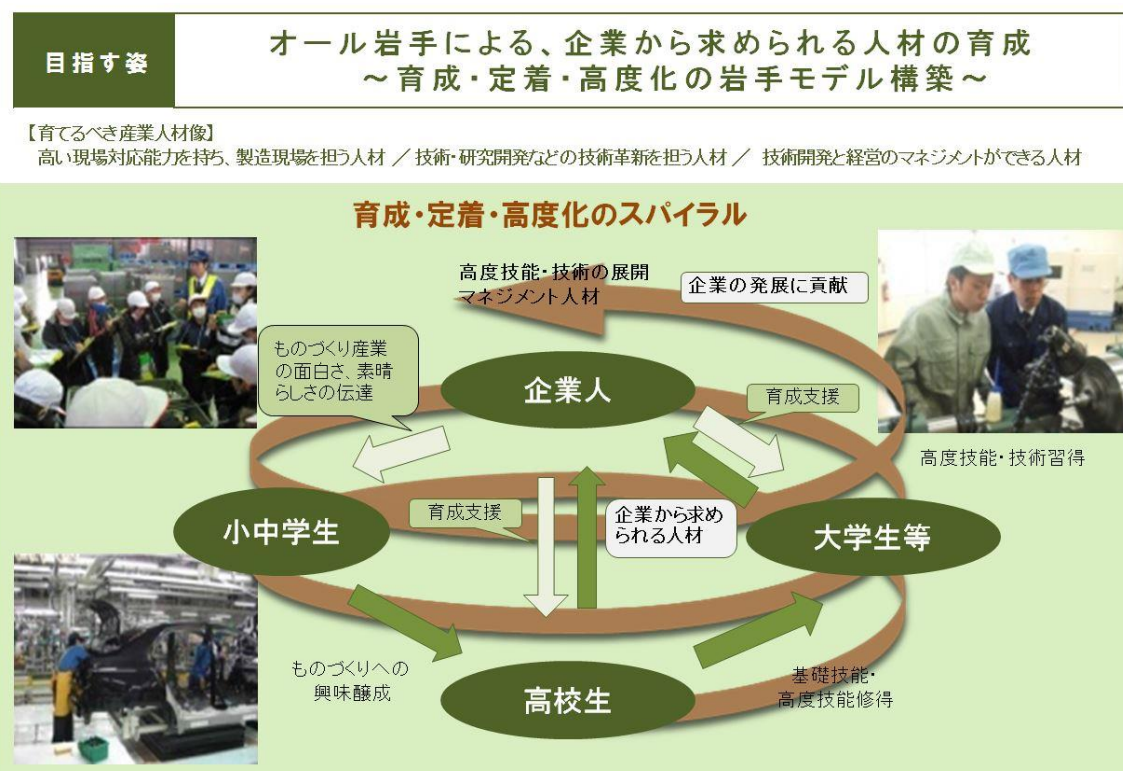 目指す姿
オール岩手による、企業から求められる人材の育成
～育成・定着・高度化の岩手モデル構築～
【育てるべき産業人材像】
高い現場対応能力を持ち、製造現場を担う人材 ／ 技術・研究開発などの技術革新を担う人材 ／ 技術開発と経営のマネジメントができる人材
育成・定着・高度化のスパイラル
高度技能・技術の展開
マネジメント人材
企業の発展に貢献
ものづくり産業
の面白さ、素晴
らしさの伝達
企業人
育成支援
高度技能・技術習得
小中学生
育成支援
企業から求め
られる人材
大学生等
ものづくりへの
興味醸成
高校生
基礎技能・
高度技能修得